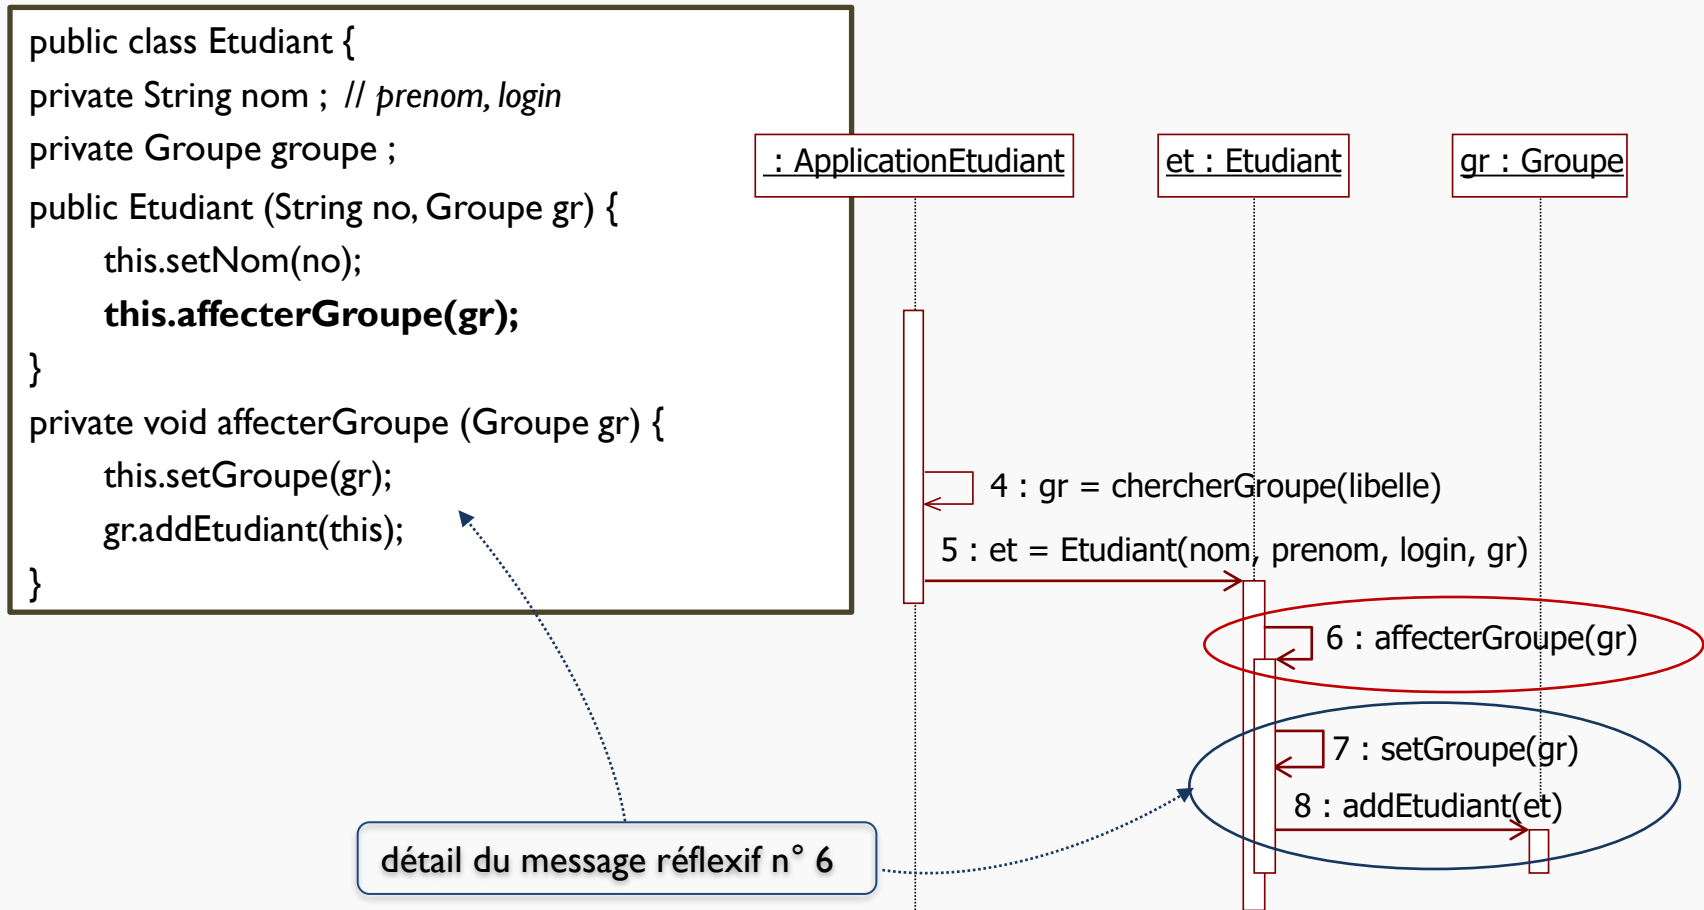 public class Etudiant {
private String nom ; // prenom, login
private Groupe groupe ;
public Etudiant (String no, Groupe gr) {
this.setNom(no);
this.affecterGroupe(gr);
}
private void affecterGroupe (Groupe gr) {
this.setGroupe(gr);
gr.addEtudiant(this);
}
: ApplicationEtudiant
et : Etudiant
gr : Groupe
4 : gr = chercherGroupe(libelle)
5 : et = Etudiant(nom, prenom, login, gr)
6 : affecterGroupe(gr)
7 : setGroupe(gr)
8 : addEtudiant(et)
détail du message réflexif n° 6